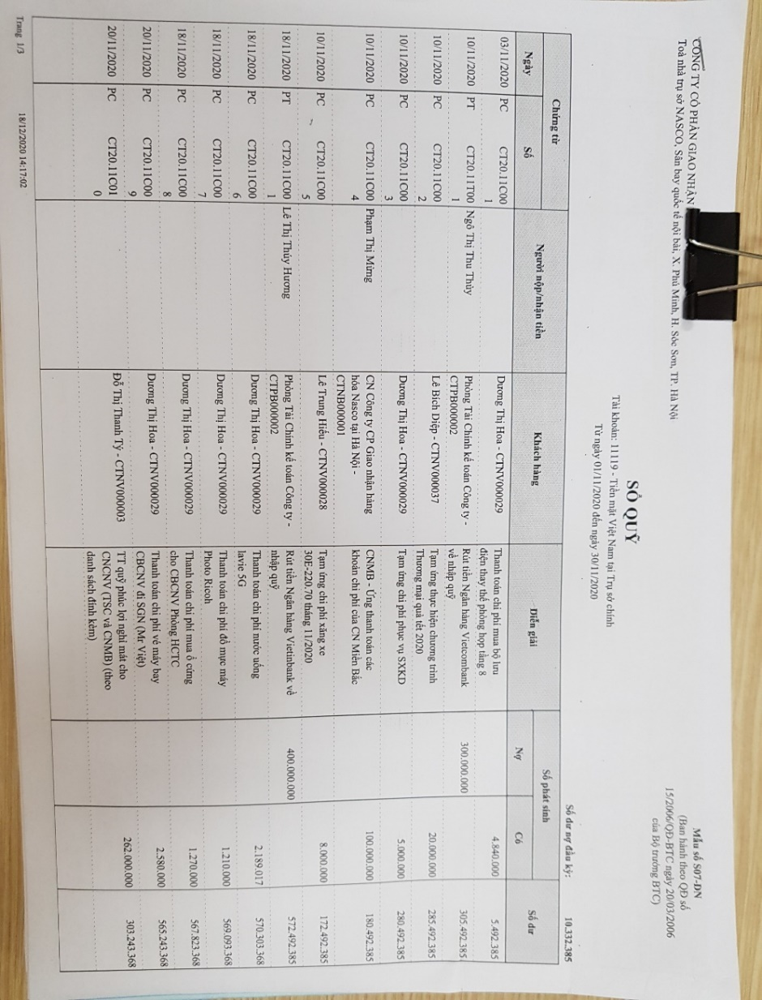 CÔNG TY CỔ PHẦN GIAO NHẬN
Toà nhà trụ sở NASCO, Sân bay quốc tế nội bài, X. Phú Minh, H. Sóc Sơn, TP. Hà Nội
Mẫu số S07-DN
(Ban hành theo QĐ số
15/2006/QĐ-BTC ngày 20/03/2006
của Bộ trưởng BTC)
SỔ QUỸ
Tài khoản: 11119 - Tiền mặt Việt Nam tại Trụ sở chính
Từ ngày 01/11/2020 đến ngày 30/11/2020
Số dư nợ đầu kỳ: 10.332.385
Chứng từ Người nộp/nhận tiền Khách hàng Diễn giải Số phát sinh Số dư
Ngày Số Nợ Có
03/11/2020 PC CT20.11C00 Dương Thị Hoa - CTNV000029 Thanh toán chi phí mua bộ lưu 4.840.000 5.492.385
1 điện thay thế phòng họp tầng 8
10/11/2020 PT CT20.11T00 Ngô Thị Thu Thủy Phòng Tài Chính kế toán Công ty - Rút tiền Ngân hàng Vietcombank 300.000.000 305.492.385
1 CTPB000002 về nhập quỹ
10/11/2020 PC CT20.11C00 Lê Bích Diệp - CTNV000037 Tạm ứng thực hiện chương trình 20.000.000 285.492.385
2 Thương mại quà tết 2020
10/11/2020 PC CT20.11C00 Dương Thị Hoa - CTNV000029 Tạm ứng chi phí phục vụ SXKD 5.000.000 280.492.385
3
10/11/2020 PC CT20.11C00 Phạm Thị Mừng CN Công ty CP Giao nhận hàng CNMB - Ứng thanh toán các 100.000.000 180.492.385
4 hóa Nasco tại Hà Nội - khoản chi phí của CN Miền Bắc
CTNB000001
10/11/2020 PC CT20.11C00 Lê Trung Hiếu - CTNV000028 Tạm ứng chi phí xăng xe 8.000.000 172.492.385
5 30E-220.70 tháng 11/2020
18/11/2020 PT CT20.11C00 Lê Thị Thúy Hương Phòng Tài Chính kế toán Công ty - Rút tiền Ngân hàng Vietinbank về 400.000.000 572.492.385
1 CTPB000002 nhập quỹ
18/11/2020 PC CT20.11C00 Dương Thị Hoa - CTNV000029 Thanh toán chi phí nước uống 2.189.017 570.303.368
6 lavie 5G
18/11/2020 PC CT20.11C00 Dương Thị Hoa - CTNV000029 Thanh toán chi phí đổ mực máy 1.210.000 569.093.368
7 Photo Ricoh
18/11/2020 PC CT20.11C00 Dương Thị Hoa - CTNV000029 Thanh toán chi phí mua ổ cứng 1.270.000 567.823.368
8 cho CBCNV Phòng HCTC
20/11/2020 PC CT20.11C00 Dương Thị Hoa - CTNV000029 Thanh toán chi phí vé máy bay 2.580.000 565.243.368
9 CBCNV đi SGN (Mr Việt)
20/11/2020 PC CT20.11C01 Đỗ Thị Thanh Tý - CTNV000003 TT quỹ phúc lợi nghỉ mát cho 262.000.000 303.243.368
0 CNCNV (TSC và CNMB) (theo
danh sách đính kèm)
Trang 1/3 18/12/2020 14:17:02